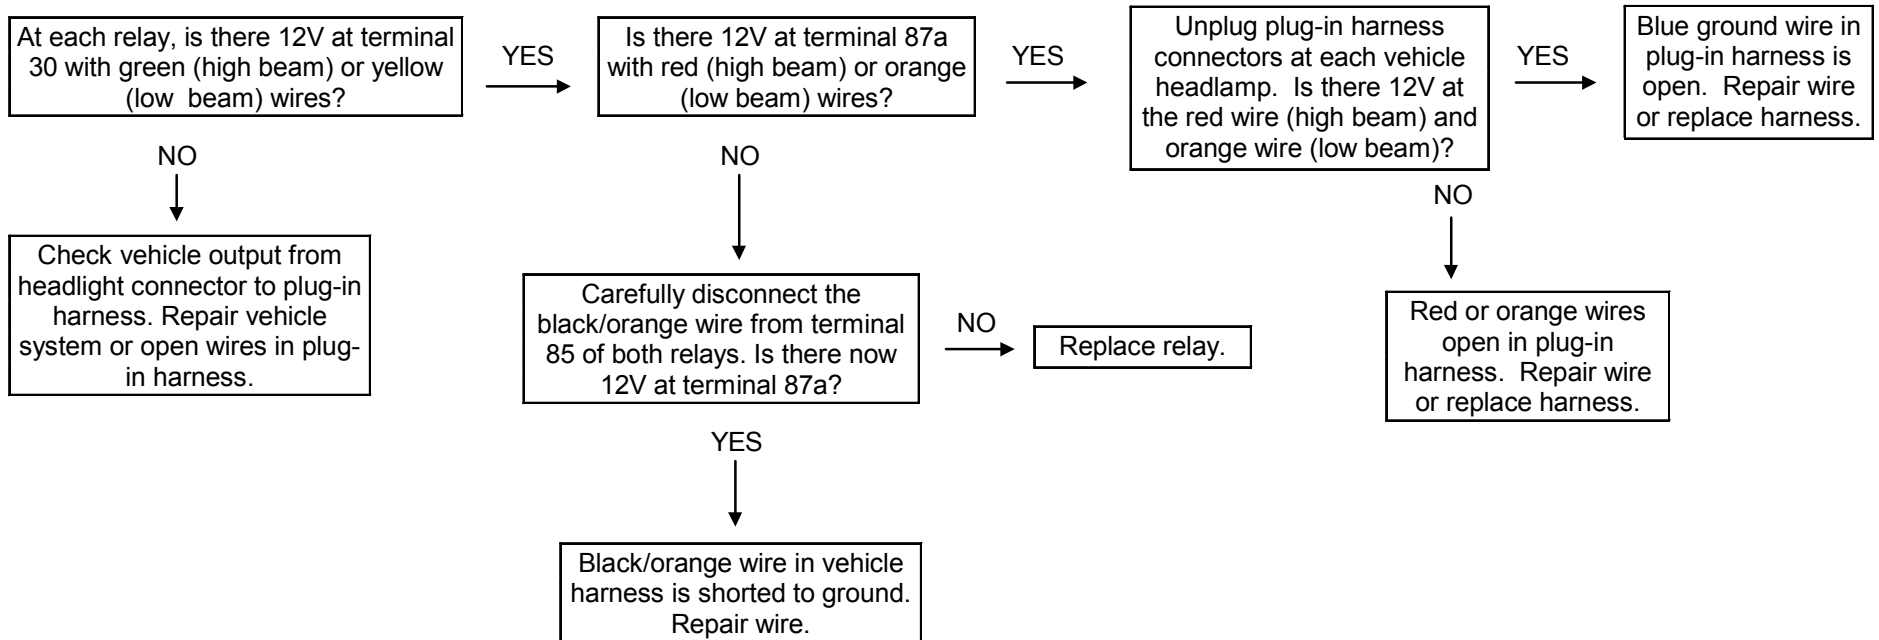 At each relay, is there 12V at terminal
30 with green (high beam) or yellow
(low  beam) wires?
YES
Is there 12V at terminal 87a
with red (high beam) or orange
(low beam) wires?
YES
Unplug plug-in harness
connectors at each vehicle
headlamp.  Is there 12V at
the red wire (high beam) and
orange wire (low beam)?
YES
Blue ground wire in
plug-in harness is
open.  Repair wire
or replace harness.
NO
NO
NO
Check vehicle output from
headlight connector to plug-in
harness. Repair vehicle
system or open wires in plug-
in harness.
Carefully disconnect the
black/orange wire from terminal
85 of both relays. Is there now
12V at terminal 87a?
NO
Replace relay.
Red or orange wires
open in plug-in
harness.  Repair wire
or replace harness.
YES
Black/orange wire in vehicle
harness is shorted to ground.
Repair wire.